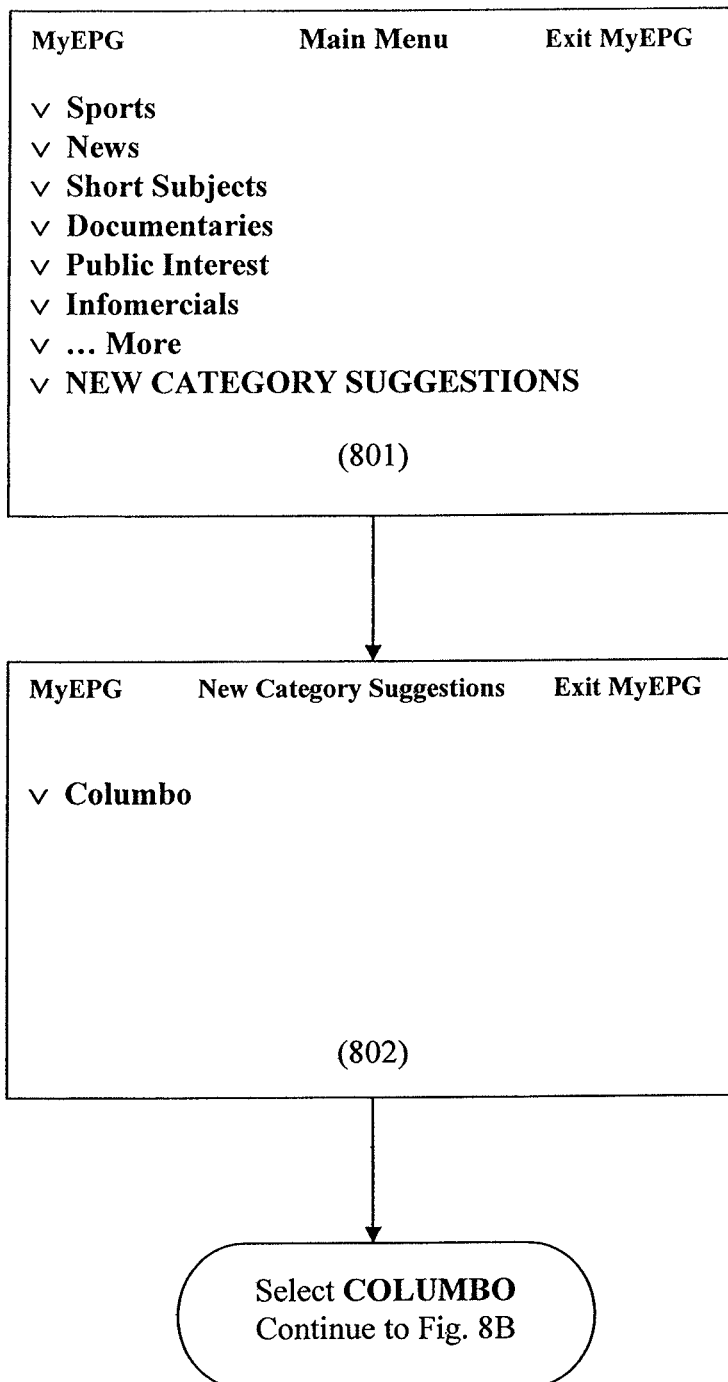 MyEPG Main Menu Exit MyEPG
v Sports
v News
v Short Subjects
v Documentaries
v Public Interest
v Infomercials
v ... More
v NEW CATEGORY SUGGESTIONS
(801)
MyEPG New Category Suggestions Exit MyEPG
v Columbo
(802)
Select COLUMBO
Continue to Fig. 8B